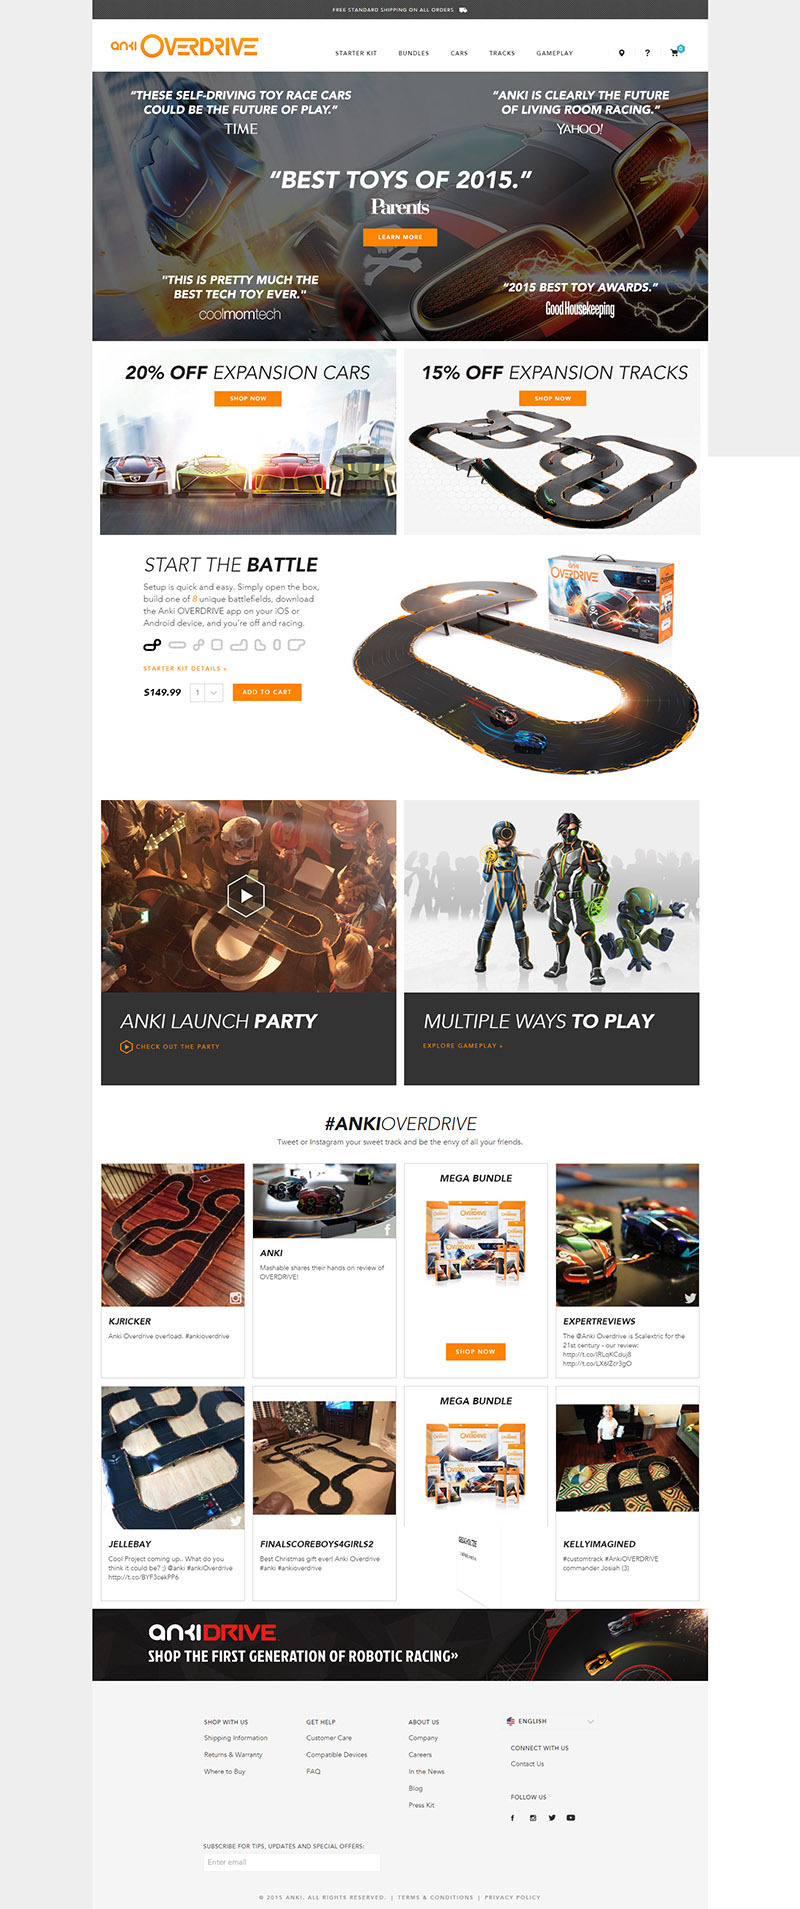 FREE STANDARD SHIPPING ON ALL ORDERS
anki OVERDRIVE
STARTER KIT BUNDLES CARS TRACKS GAMEPLAY ? 0
“THESE SELF-DRIVING TOY RACE CARS
COULD BE THE FUTURE OF PLAY.”
TIME
“ANKI IS CLEARLY THE FUTURE
OF LIVING ROOM RACING.”
YAHOO!
“BEST TOYS OF 2015.”
Parents
LEARN MORE
"THIS IS PRETTY MUCH THE
BEST TECH TOY EVER."
coolmomtech
“2015 BEST TOY AWARDS.”
Good Housekeeping
20% OFF EXPANSION CARS
SHOP NOW
15% OFF EXPANSION TRACKS
SHOP NOW
START THE BATTLE
Setup is quick and easy. Simply open the box,
build one of 8 unique battlefields, download
the Anki OVERDRIVE app on your iOS or
Android device, and you're off and racing.
STARTER KIT DETAILS »
$149.99 1 ADD TO CART
anki
OVERDRIVE
ANKI LAUNCH PARTY
CHECK OUT THE PARTY
MULTIPLE WAYS TO PLAY
EXPLORE GAMEPLAY »
#ANKIOVERDRIVE
Tweet or Instagram your sweet track and be the envy of all your friends.
KJRICKER
Anki Overdrive overload. #ankioverdrive
ANKI
Mashable shares their hands on review of
OVERDRIVE!
MEGA BUNDLE
OVERDRIVE
SHOP NOW
EXPERTREVIEWS
The @Anki Overdrive is Scalextric for the
21st century - our review:
http://t.co/IRLqKCduj8
http://t.co/LX6IZcr3gO
JELLEBAY
Cool Project coming up.. What do you
think it could be? ;) @anki #ankiOverdrive
http://t.co/BYF3cekPP6
FINALSCOREBOYS4GIRLS2
Best Christmas gift ever! Anki Overdrive
#anki #ankioverdrive
MEGA BUNDLE
OVERDRIVE
KELLYIMAGINED
#customtrack #AnkiOVERDRIVE
commander Josiah (3)
ANKI DRIVE
SHOP THE FIRST GENERATION OF ROBOTIC RACING»
SHOP WITH US
Shipping Information
Returns & Warranty
Where to Buy
GET HELP
Customer Care
Compatible Devices
FAQ
ABOUT US
Company
Careers
In the News
Blog
Press Kit
ENGLISH
CONNECT WITH US
Contact Us
FOLLOW US
SUBSCRIBE FOR TIPS, UPDATES AND SPECIAL OFFERS:
Enter email
© 2015 ANKI. ALL RIGHTS RESERVED. | TERMS & CONDITIONS | PRIVACY POLICY